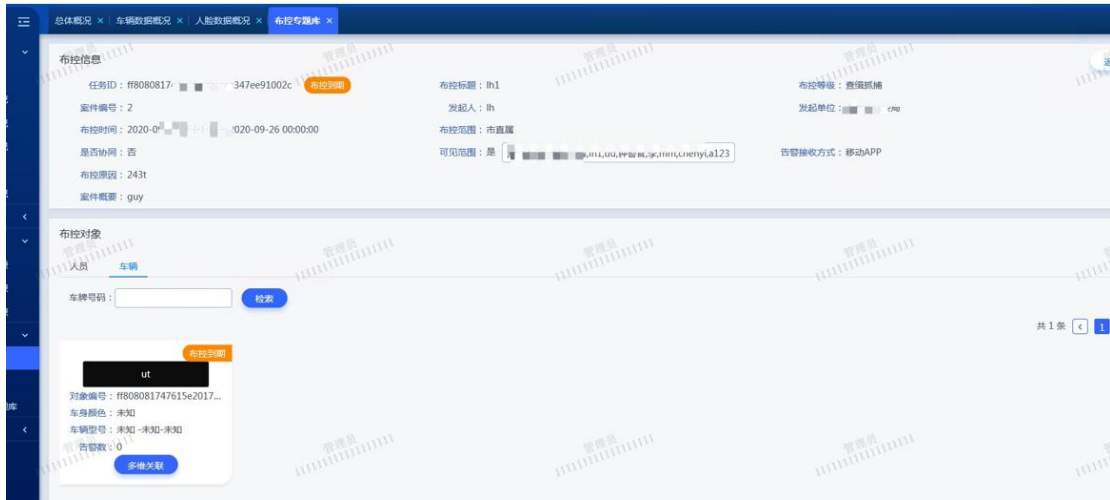 总体概况 × 车辆数据概况 × 人脸数据概况 × 布控专题库 ×
布控信息
任务ID：ff8080817 347ee91002c 布控到期 布控标题：lh1 布控等级：查缉抓捕
案件编号：2 发起人：lh 发起单位：
布控时间：2020-0 020-09-26 00:00:00 布控范围：市直属
是否协同：否 可见范围：是 ,mm,chenyi,a123 告警接收方式：移动APP
布控原因：243t
案件概要：guy
布控对象
人员 车辆
车牌号码： 检索
共 1 条 < 1
布控到期
ut
对象编号：ff808081747615e2017...
车身颜色：未知
车辆型号：未知 -未知-未知
告警数：0
多维关联